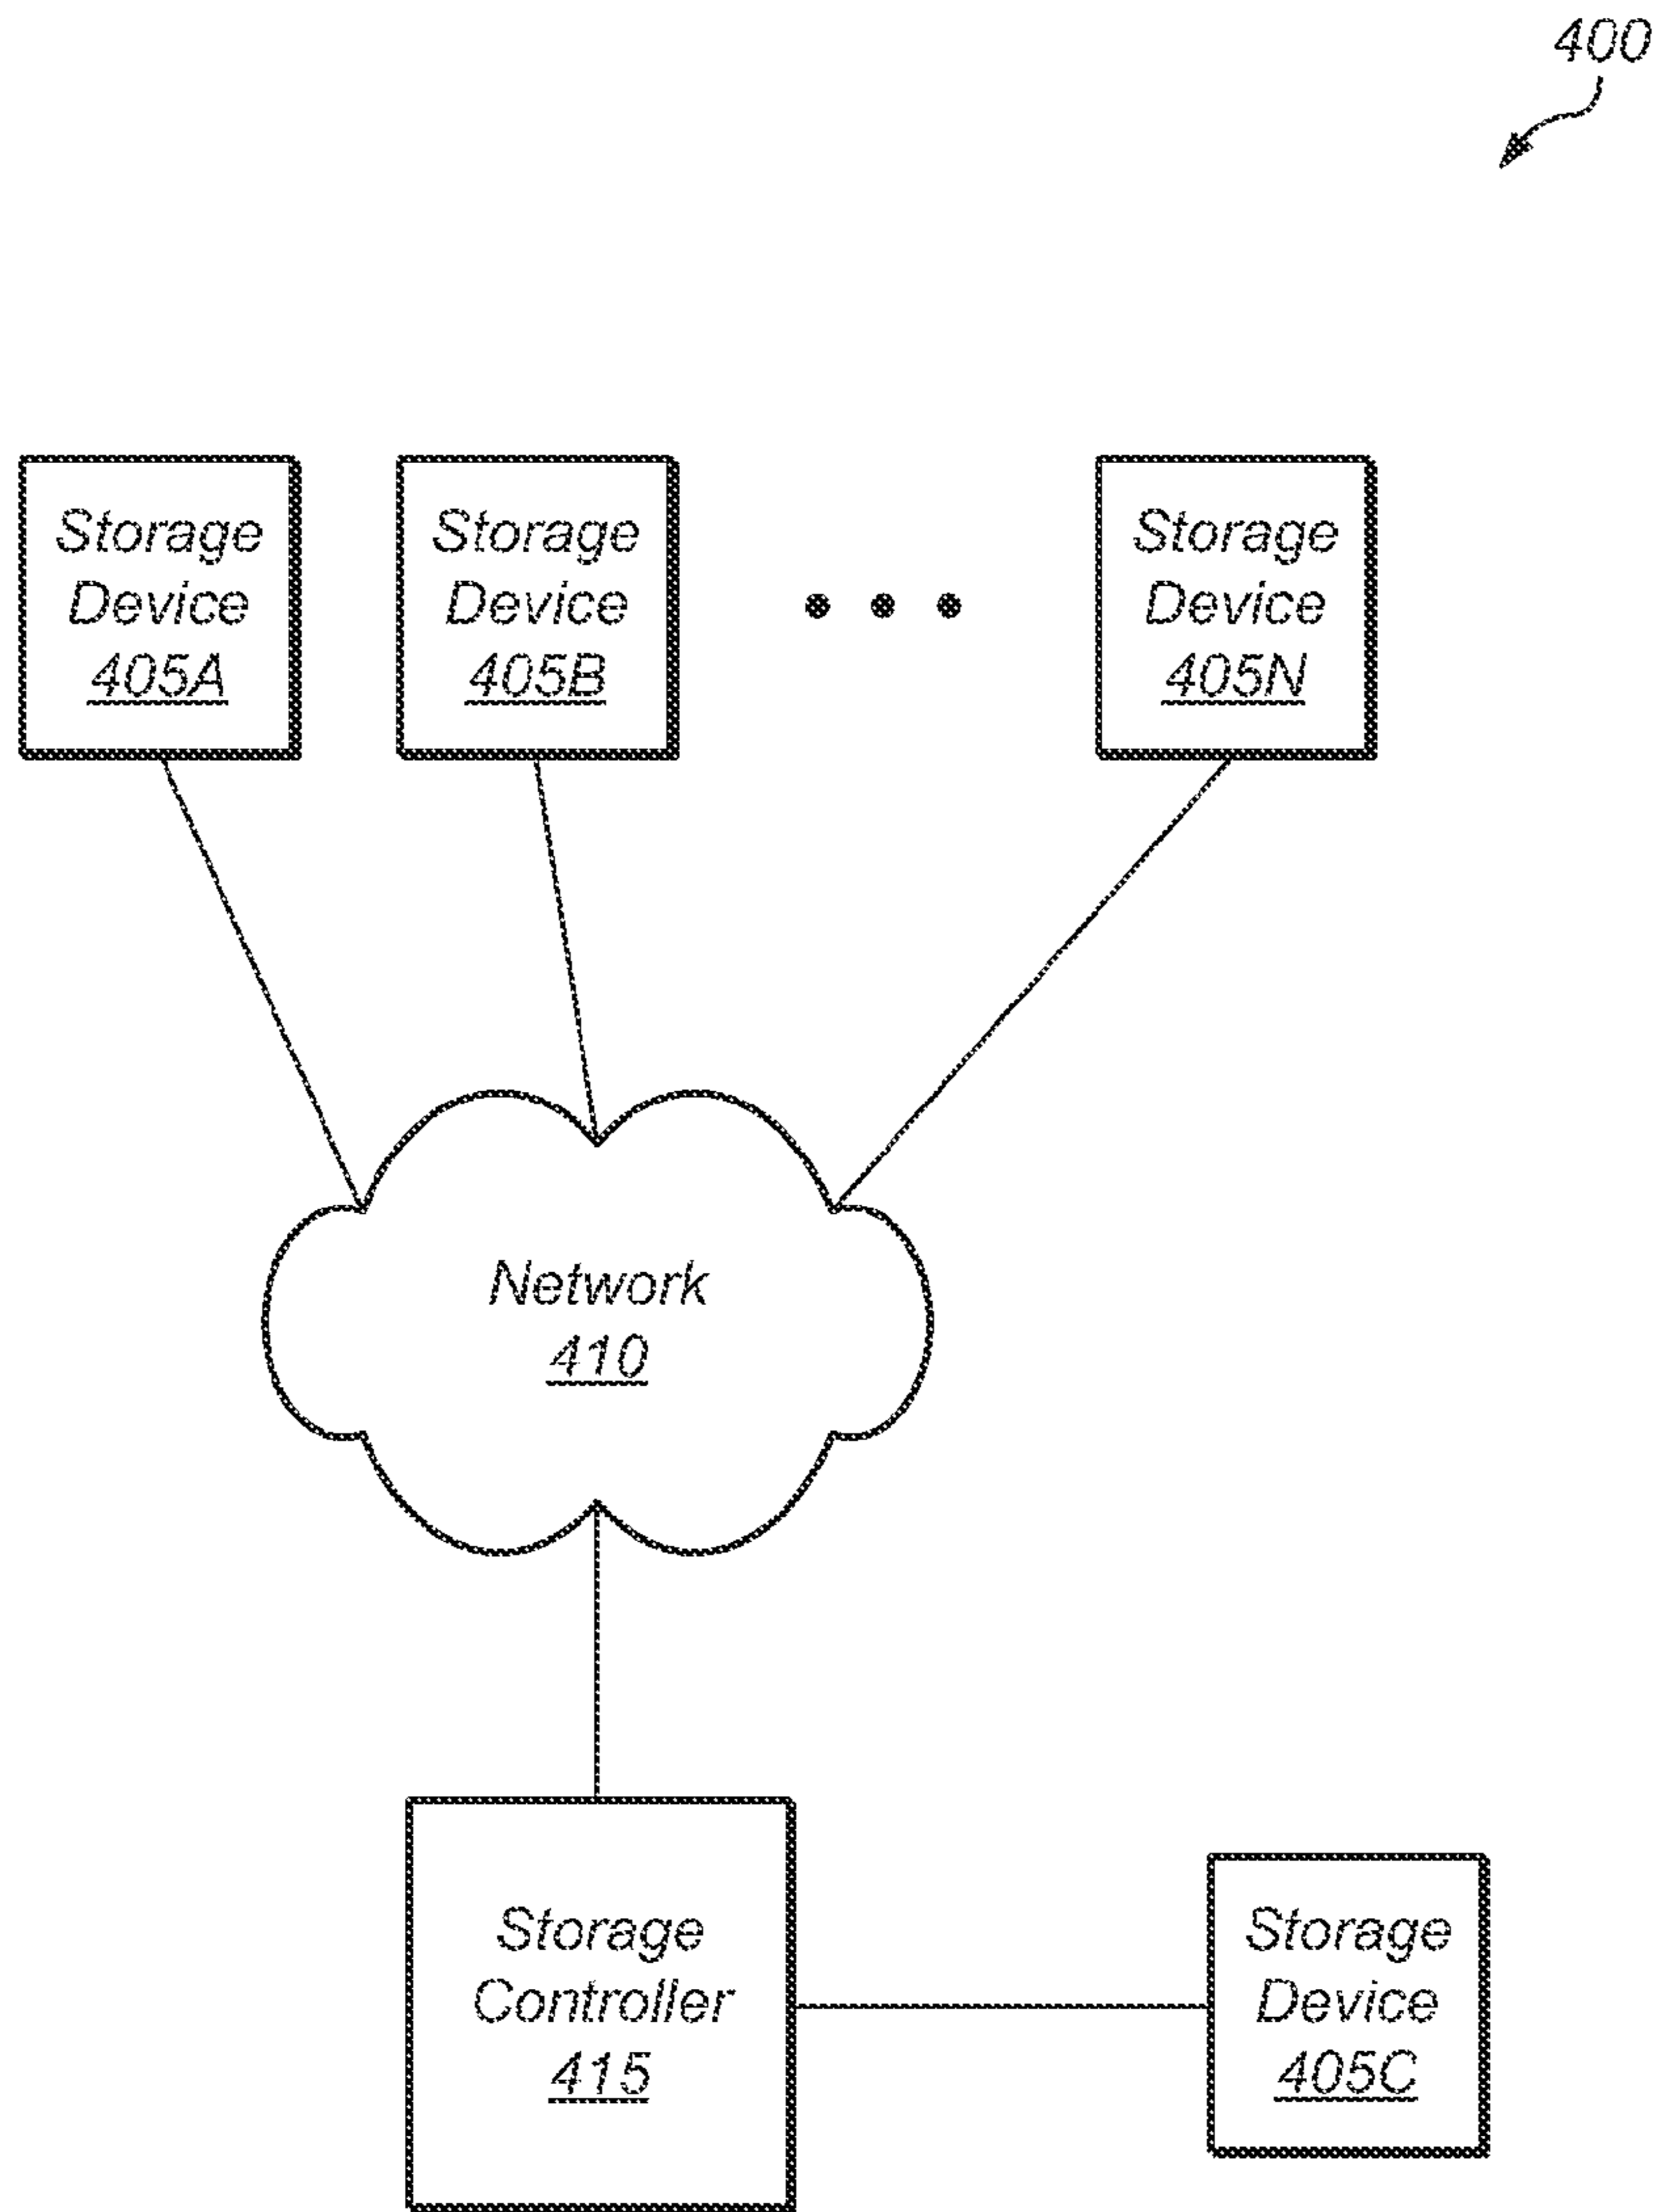 400
Storage
Device
405A
Storage
Device
405B
Storage
Device
405N
Network
410
Storage
Controller
415
Storage
Device
405C